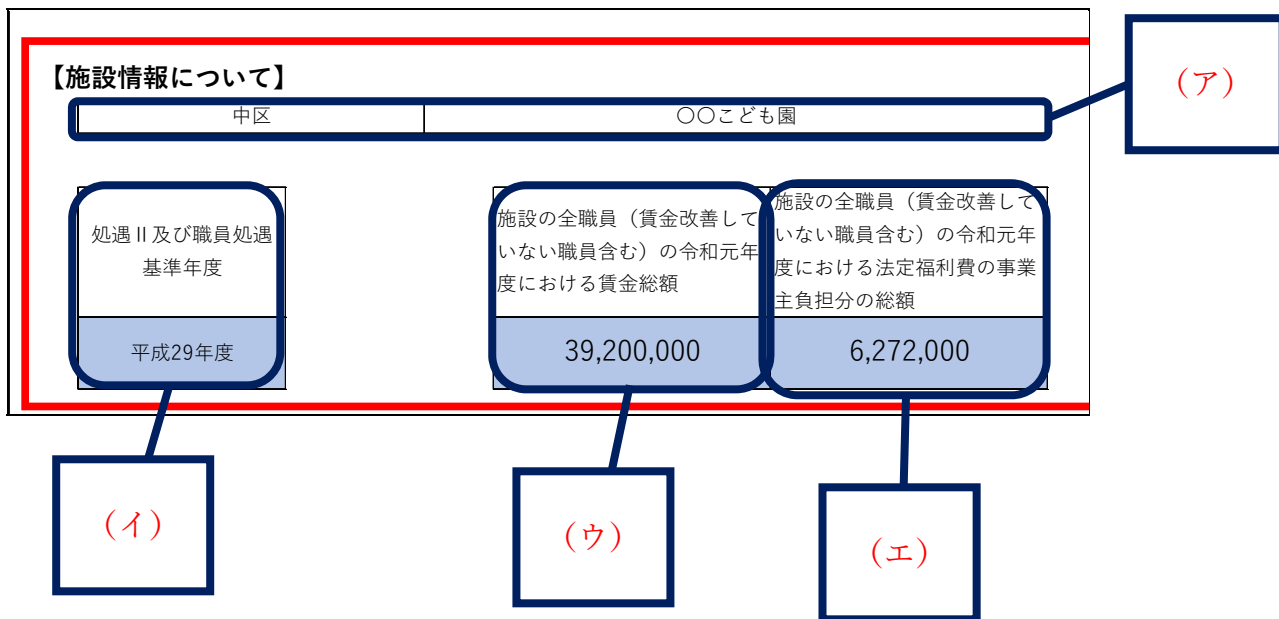 【施設情報について】
中区
〇〇こども園
(ア)
処遇Ⅱ及び職員処遇
基準年度
平成29年度
施設の全職員（賃金改善して
いない職員含む）の令和元年
度における賃金総額
39,200,000
施設の全職員（賃金改善して
いない職員含む）の令和元年
度における法定福利費の事業
主負担分の総額
6,272,000
(イ)
(ウ)
(エ)